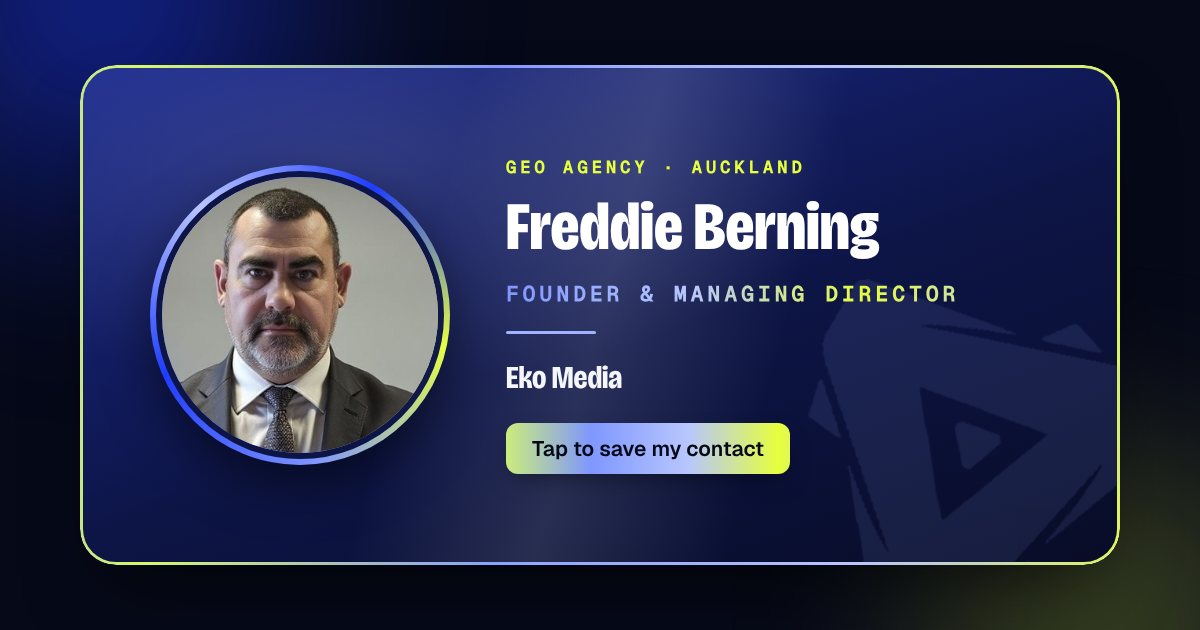 GEO AGENCY · AUCKLAND
Freddie Berning
FOUNDER & MANAGING DIRECTOR
Eko Media
Tap to save my contact